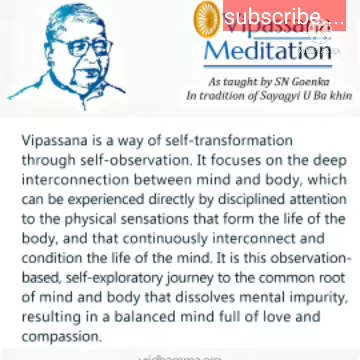 subscribe....
Vipassana
Meditation
As taught by SN Goenka
In tradition of Sayagyi U Ba khin
Vipassana is a way of self-transformation
through self-observation. It focuses on the deep
interconnection between mind and body, which
can be experienced directly by disciplined attention
to the physical sensations that form the life of the
body, and that continuously interconnect and
condition the life of the mind. It is this observation-
based, self-exploratory journey to the common root
of mind and body that dissolves mental impurity,
resulting in a balanced mind full of love and
compassion.